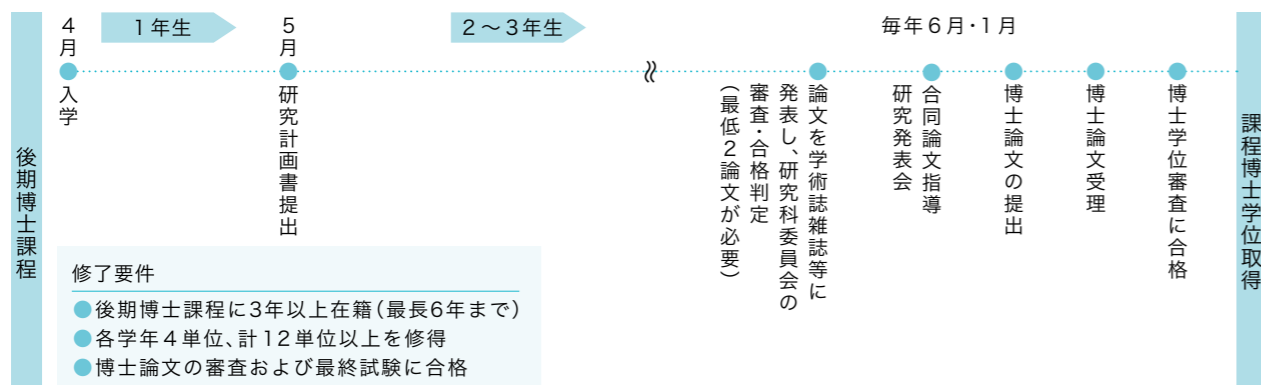 後期博士課程
4月
入学
1年生
5月
研究計画書提出
2～3年生
論文を学術誌雑誌等に
発表し、研究科委員会の
審査・合格判定
(最低2論文が必要)
毎年6月・1月
合同論文指導
研究発表会
博士論文の提出
博士論文受理
博士学位審査に合格
課程博士学位取得
修了要件
●後期博士課程に3年以上在籍(最長6年まで)
●各学年4単位、計12単位以上を修得
●博士論文の審査および最終試験に合格